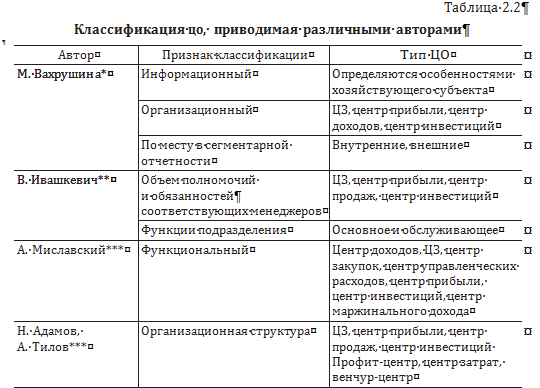 Таблица 2.2¶
Классификация цо, приводимая различными авторами¶
¶
Автор¤ Признак классификации¤ Тип ЦО¤ ¤
М. Вахрушина*¤ Информационный¤ Определяются особенностями хозяйствующего субъекта¤ ¤
Организационный¤ ЦЗ, центр прибыли, центр доходов, центр инвестиций¤ ¤
По месту в сегментарной отчетности¤ Внутренние, внешние¤ ¤
В. Ивашкевич**¤ Объем полномочий и обязанностей¶ соответствующих менеджеров¤ ЦЗ, центр прибыли, центр продаж, центр инвестиций¤ ¤
Функции подразделения¤ Основное и обслуживающее¤ ¤
А. Миславский***¤ Функциональный¤ Центр доходов, ЦЗ, центр закупок, центр управленческих расходов, центр прибыли, центр инвестиций, центр маржинального дохода¤ ¤
Н. Адамов, А. Тилов***¤ Организационная структура¤ ЦЗ, центр прибыли, центр продаж, центр инвестиций Профит-центр, центр затрат, венчур-центр¤ ¤